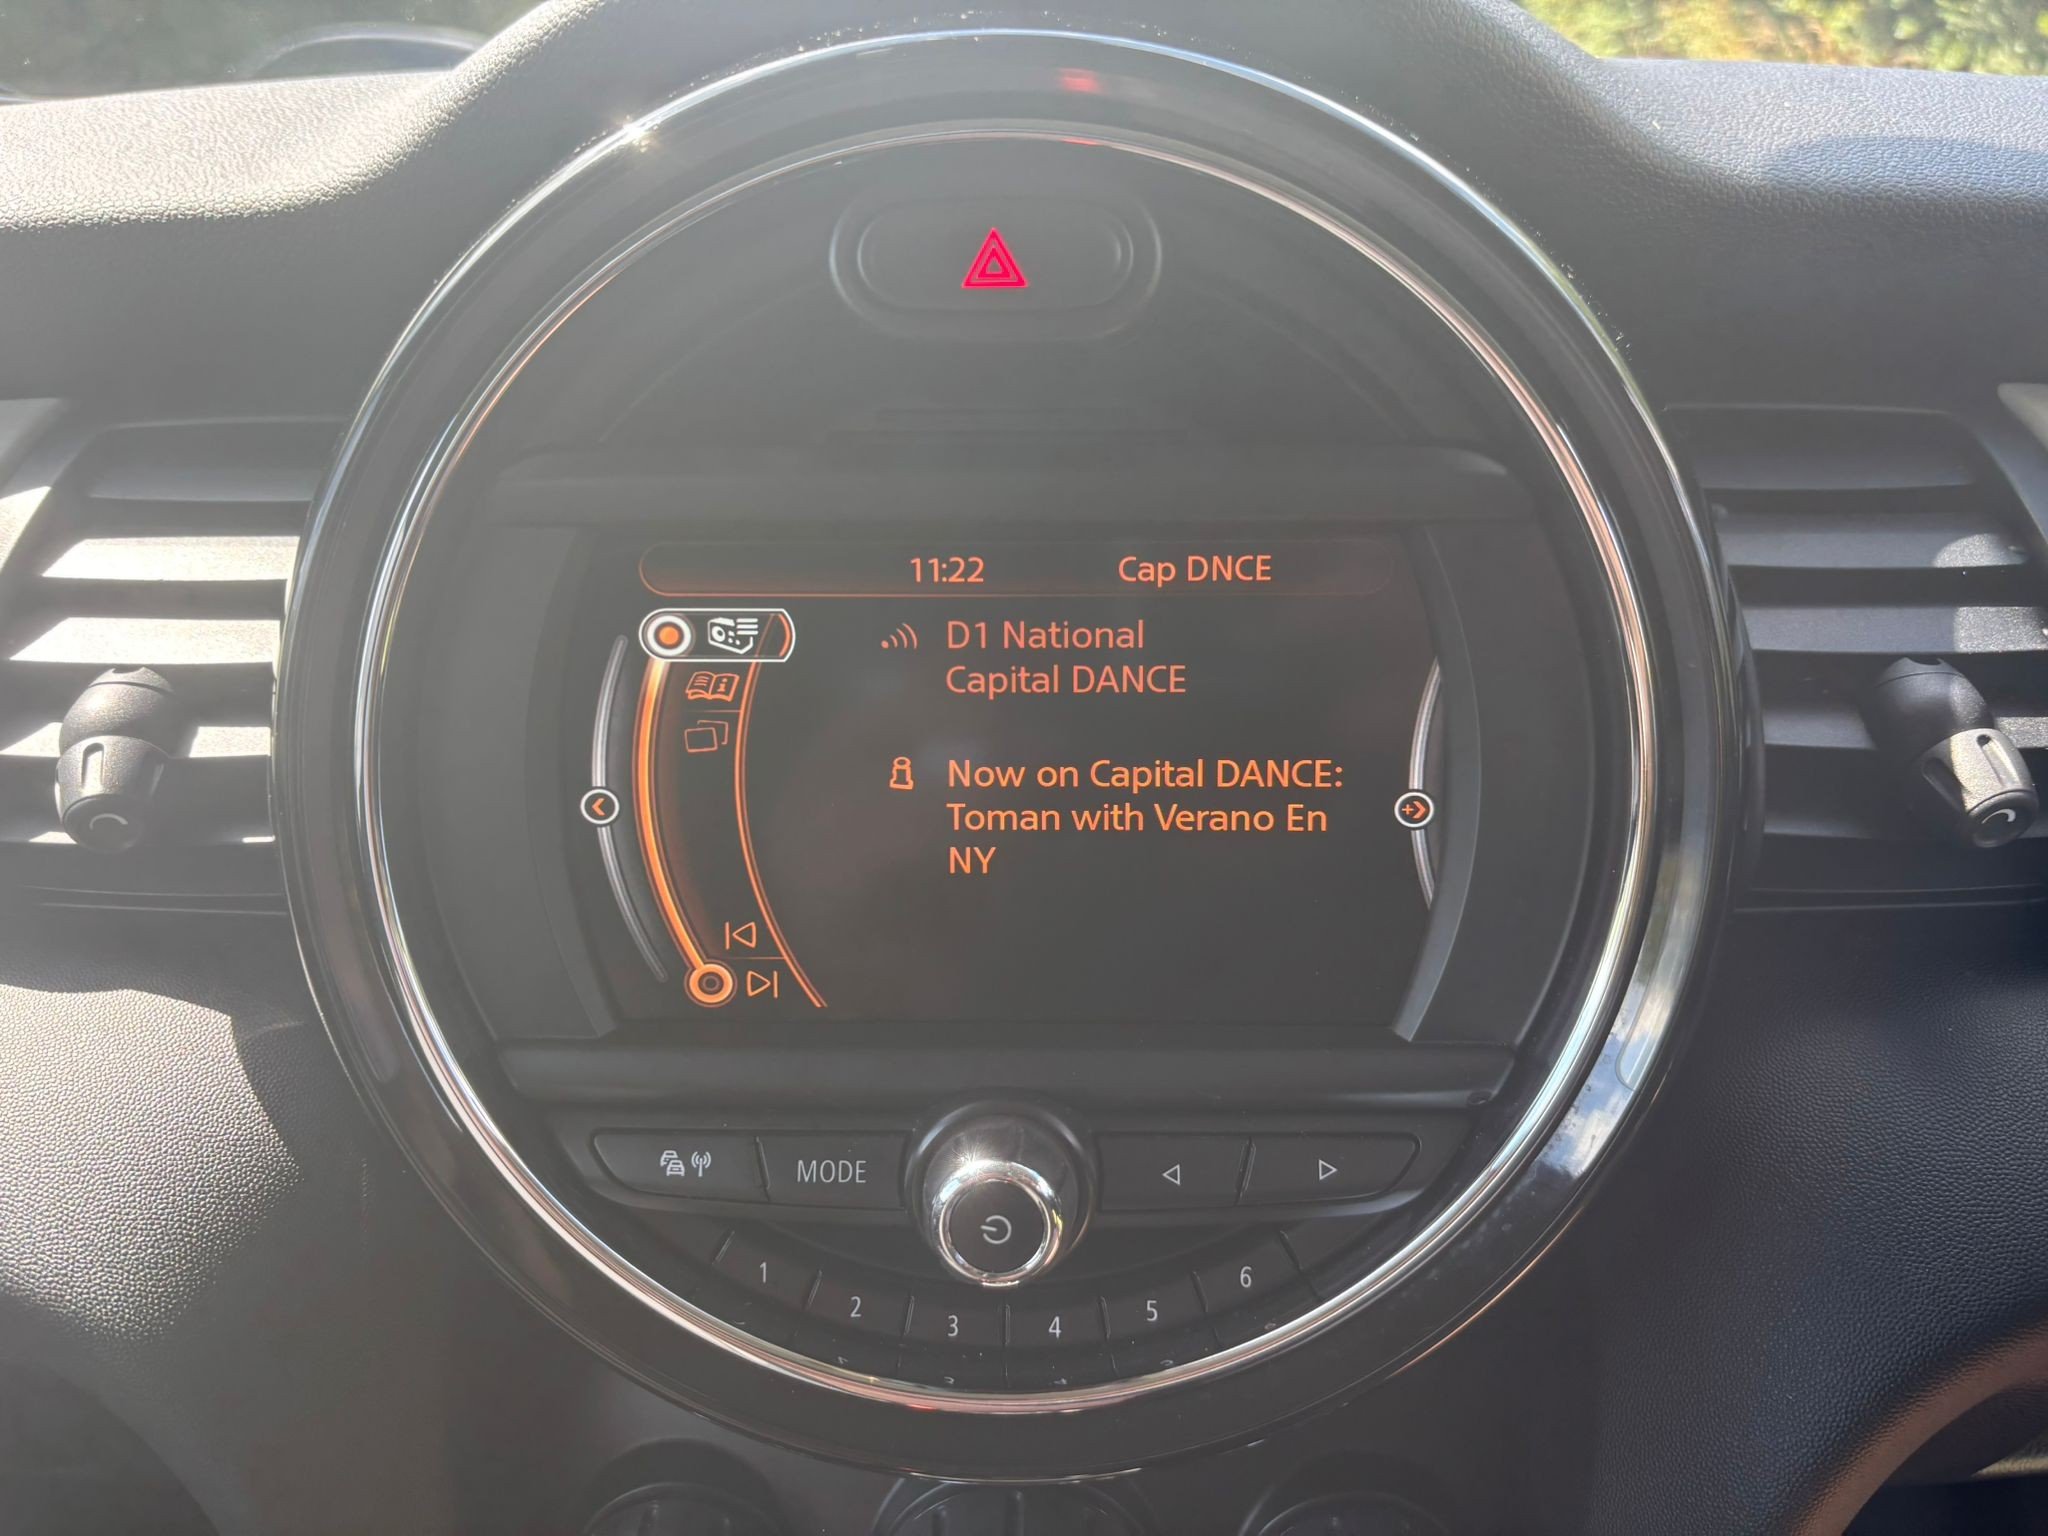 11:22 Cap DNCE
D1 National
Capital DANCE
Now on Capital DANCE:
Toman with Verano En
NY
MODE
1 2 3 4 5 6